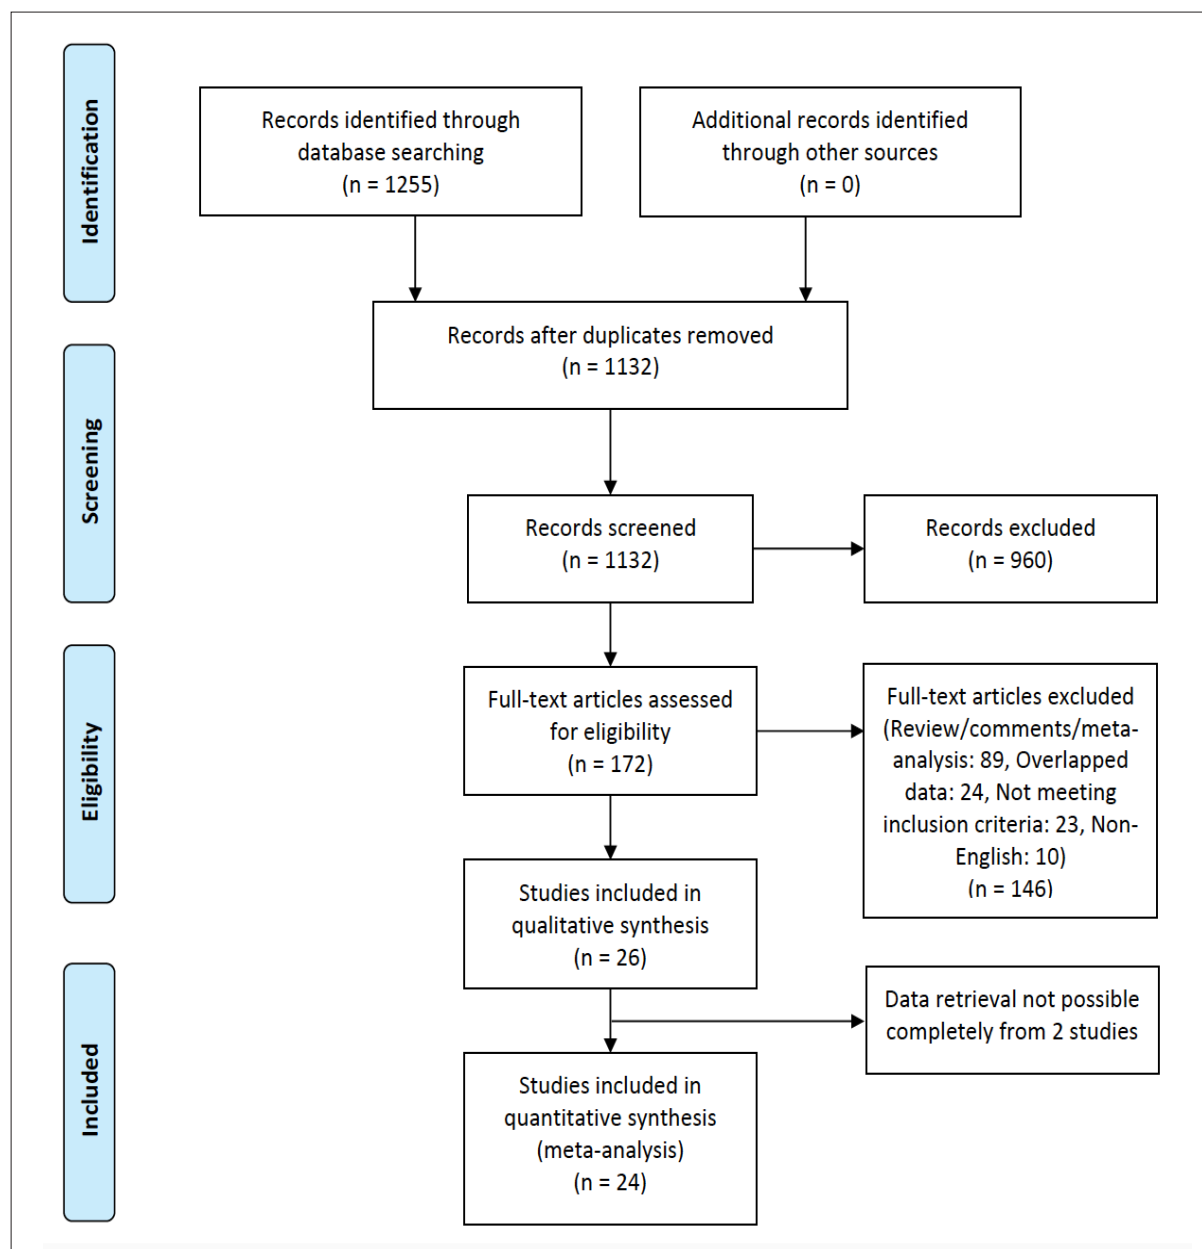 Identification
Records identified through
database searching
(n = 1255)
Additional records identified
through other sources
(n = 0)
Records after duplicates removed
(n = 1132)
Screening
Records screened
(n = 1132)
Records excluded
(n = 960)
Eligibility
Full-text articles assessed
for eligibility
(n = 172)
Full-text articles excluded
(Review/comments/meta-
analysis: 89, Overlapped
data: 24, Not meeting
inclusion criteria: 23, Non-
English: 10)
(n = 146)
Studies included in
qualitative synthesis
(n = 26)
Included
Data retrieval not possible
completely from 2 studies
Studies included in
quantitative synthesis
(meta-analysis)
(n = 24)